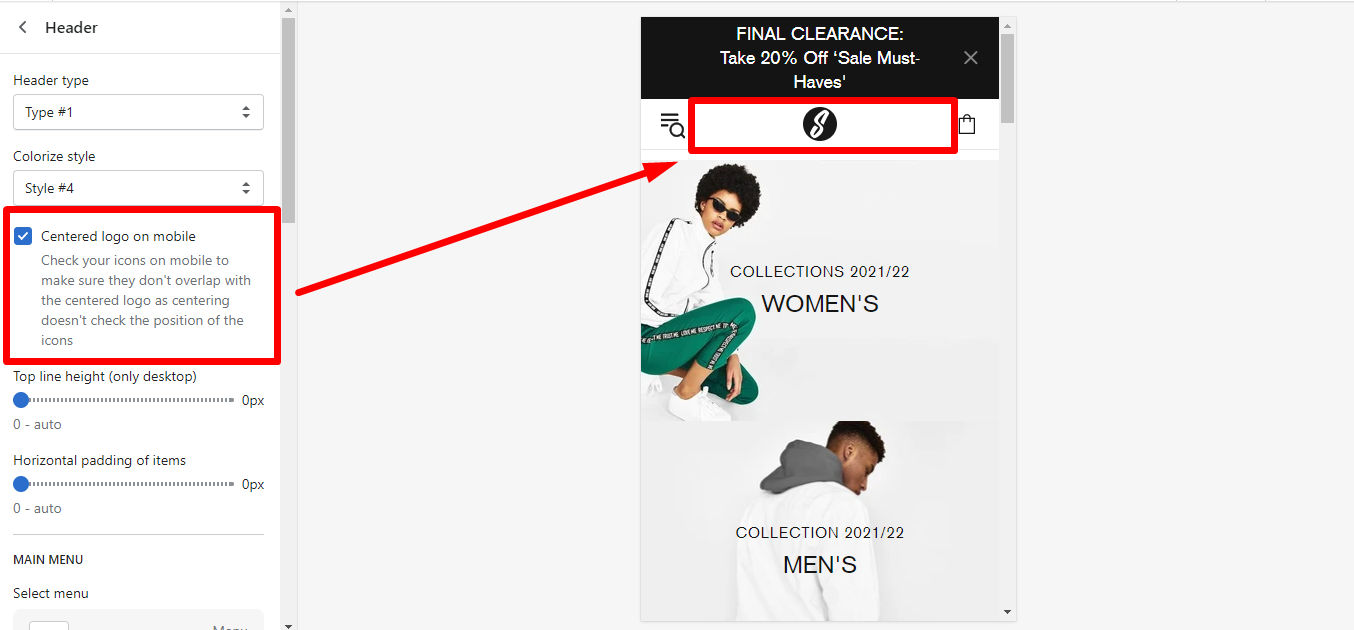 Header
Header type
Type #1
Colorize style
Style #4
Centered logo on mobile
Check your icons on mobile to
make sure they don't overlap with
the centered logo as centering
doesn't check the position of the
icons
Top line height (only desktop)
0px
0 - auto
Horizontal padding of items
0px
0 - auto
MAIN MENU
Select menu
Menu
FINAL CLEARANCE:
Take 20% Off ‘Sale Must-
Haves'
COLLECTIONS 2021/22
WOMEN'S
COLLECTION 2021/22
MEN'S